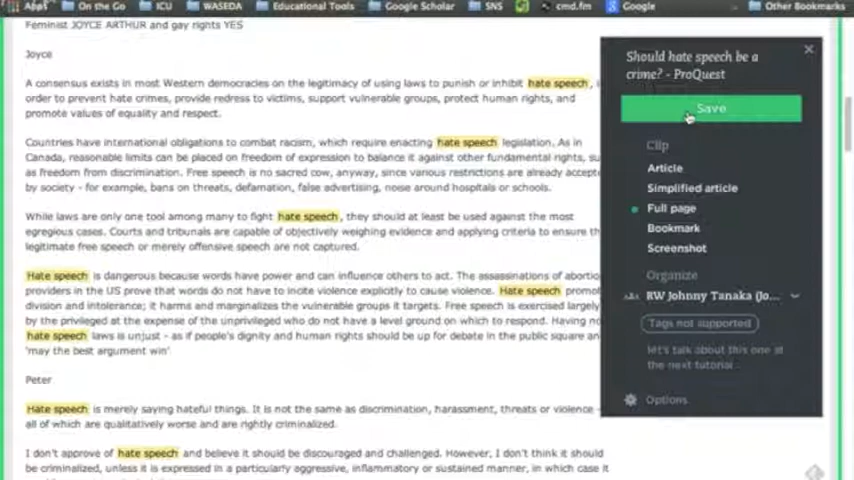 Apps On the Go ICU WASEDA Educational Tools Google Scholar SNS cmd.fm Google Other Bookmarks
Feminist JOYCE ARTHUR and gay rights YES
Joyce
A consensus exists in most Western democracies on the legitimacy of using laws to punish or inhibit hate speech,
order to prevent hate crimes, provide redress to victims, support vulnerable groups, protect human rights, and
promote values of equality and respect.
Countries have international obligations to combat racism, which require enacting hate speech legislation. As in
Canada, reasonable limits can be placed on freedom of expression to balance it against other fundamental rights, su
as freedom from discrimination. Free speech is no sacred cow, anyway, since various restrictions are already accepte
by society - for example, bans on threats, defamation, false advertising, noise around hospitals or schools.
While laws are only one tool among many to fight hate speech, they should at least be used against the most
egregious cases. Courts and tribunals are capable of objectively weighing evidence and applying criteria to ensure th
legitimate free speech or merely offensive speech are not captured.
Hate speech is dangerous because words have power and can influence others to act. The assassinations of abortio
providers in the US prove that words do not have to incite violence explicitly to cause violence. Hate speech promot
division and intolerance; it harms and marginalizes the vulnerable groups it targets. Free speech is exercised largely
by the privileged at the expense of the unprivileged who do not have a level ground on which to respond. Having no
hate speech laws is unjust - as if people's dignity and human rights should be up for debate in the public square an
'may the best argument win'
Peter
Hate speech is merely saying hateful things. It is not the same as discrimination, harassment, threats or violence -
all of which are qualitatively worse and are rightly criminalized.
I don't approve of hate speech and believe it should be discouraged and challenged. However, I don't think it should
be criminalized, unless it is expressed in a particularly aggressive, inflammatory or sustained manner, in which case it
Should hate speech be a
crime? - ProQuest
Save
Clip
Article
Simplified article
Full page
Bookmark
Screenshot
Organize
RW Johnny Tanaka (Jo...
Tags not supported
let's talk about this one at
the next tutorial
Options